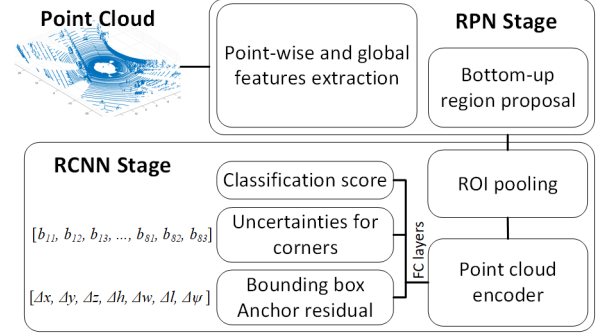 Point Cloud
RPN Stage
Point-wise and global
features extraction
Bottom-up
region proposal
RCNN Stage
Classification score
ROI pooling
[b11, b12, b13, ..., b81, b82, b83]
Uncertainties for
corners
FC layers
Point cloud
encoder
[Δx, Δy, Δz, Δh, Δw, Δl, Δψ ]
Bounding box
Anchor residual